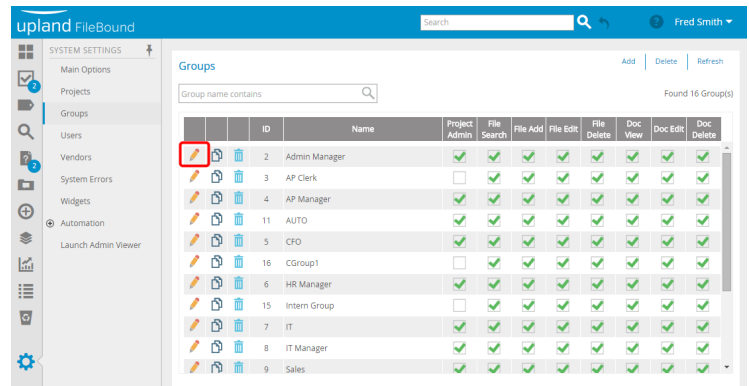 upland FileBound
Search
?
Fred Smith
SYSTEM SETTINGS
Main Options
Projects
Groups
Users
Vendors
System Errors
Widgets
Automation
Launch Admin Viewer
2
?
2
Groups
Add Delete Refresh
Group name contains
Found 16 Group(s)
ID Name Project Admin File Search File Add File Edit File Delete Doc View Doc Edit Doc Delete
2 Admin Manager
3 AP Clerk
4 AP Manager
11 AUTO
5 CFO
16 CGroup1
6 HR Manager
15 Intern Group
7 IT
8 IT Manager
9 Sales